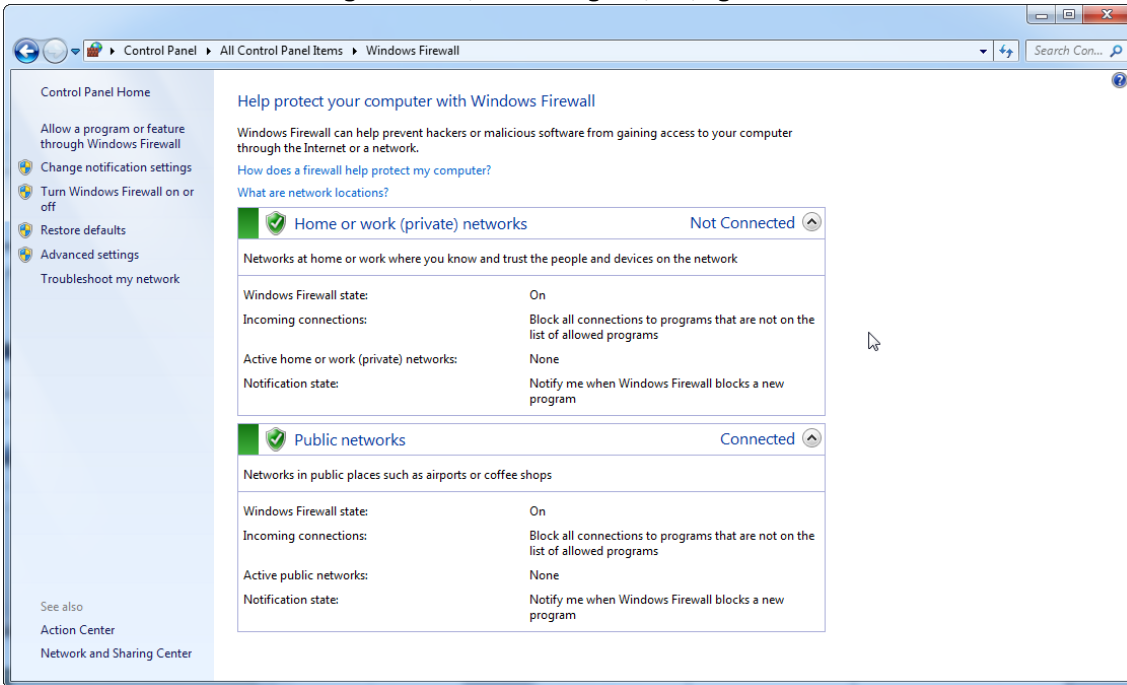 Control Panel ▸ All Control Panel Items ▸ Windows Firewall
Search Con...
Control Panel Home
Allow a program or feature
through Windows Firewall
Change notification settings
Turn Windows Firewall on or
off
Restore defaults
Advanced settings
Troubleshoot my network
See also
Action Center
Network and Sharing Center
Help protect your computer with Windows Firewall
Windows Firewall can help prevent hackers or malicious software from gaining access to your computer
through the Internet or a network.
How does a firewall help protect my computer?
What are network locations?
Home or work (private) networks Not Connected
Networks at home or work where you know and trust the people and devices on the network
Windows Firewall state: On
Incoming connections: Block all connections to programs that are not on the
list of allowed programs
Active home or work (private) networks: None
Notification state: Notify me when Windows Firewall blocks a new
program
Public networks Connected
Networks in public places such as airports or coffee shops
Windows Firewall state: On
Incoming connections: Block all connections to programs that are not on the
list of allowed programs
Active public networks: None
Notification state: Notify me when Windows Firewall blocks a new
program